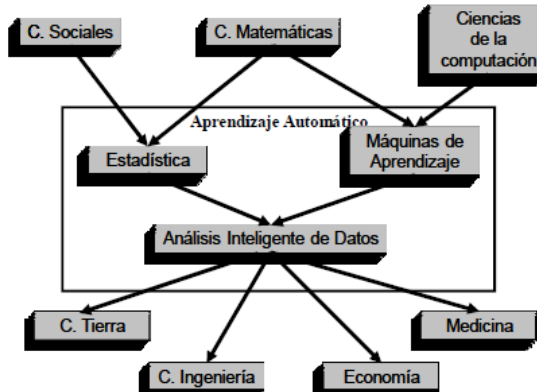 C. Sociales
C. Matemáticas
Ciencias
de la
computación
Aprendizaje Automático
Estadística
Máquinas de
Aprendizaje
Análisis Inteligente de Datos
C. Tierra
Medicina
C. Ingeniería
Economía